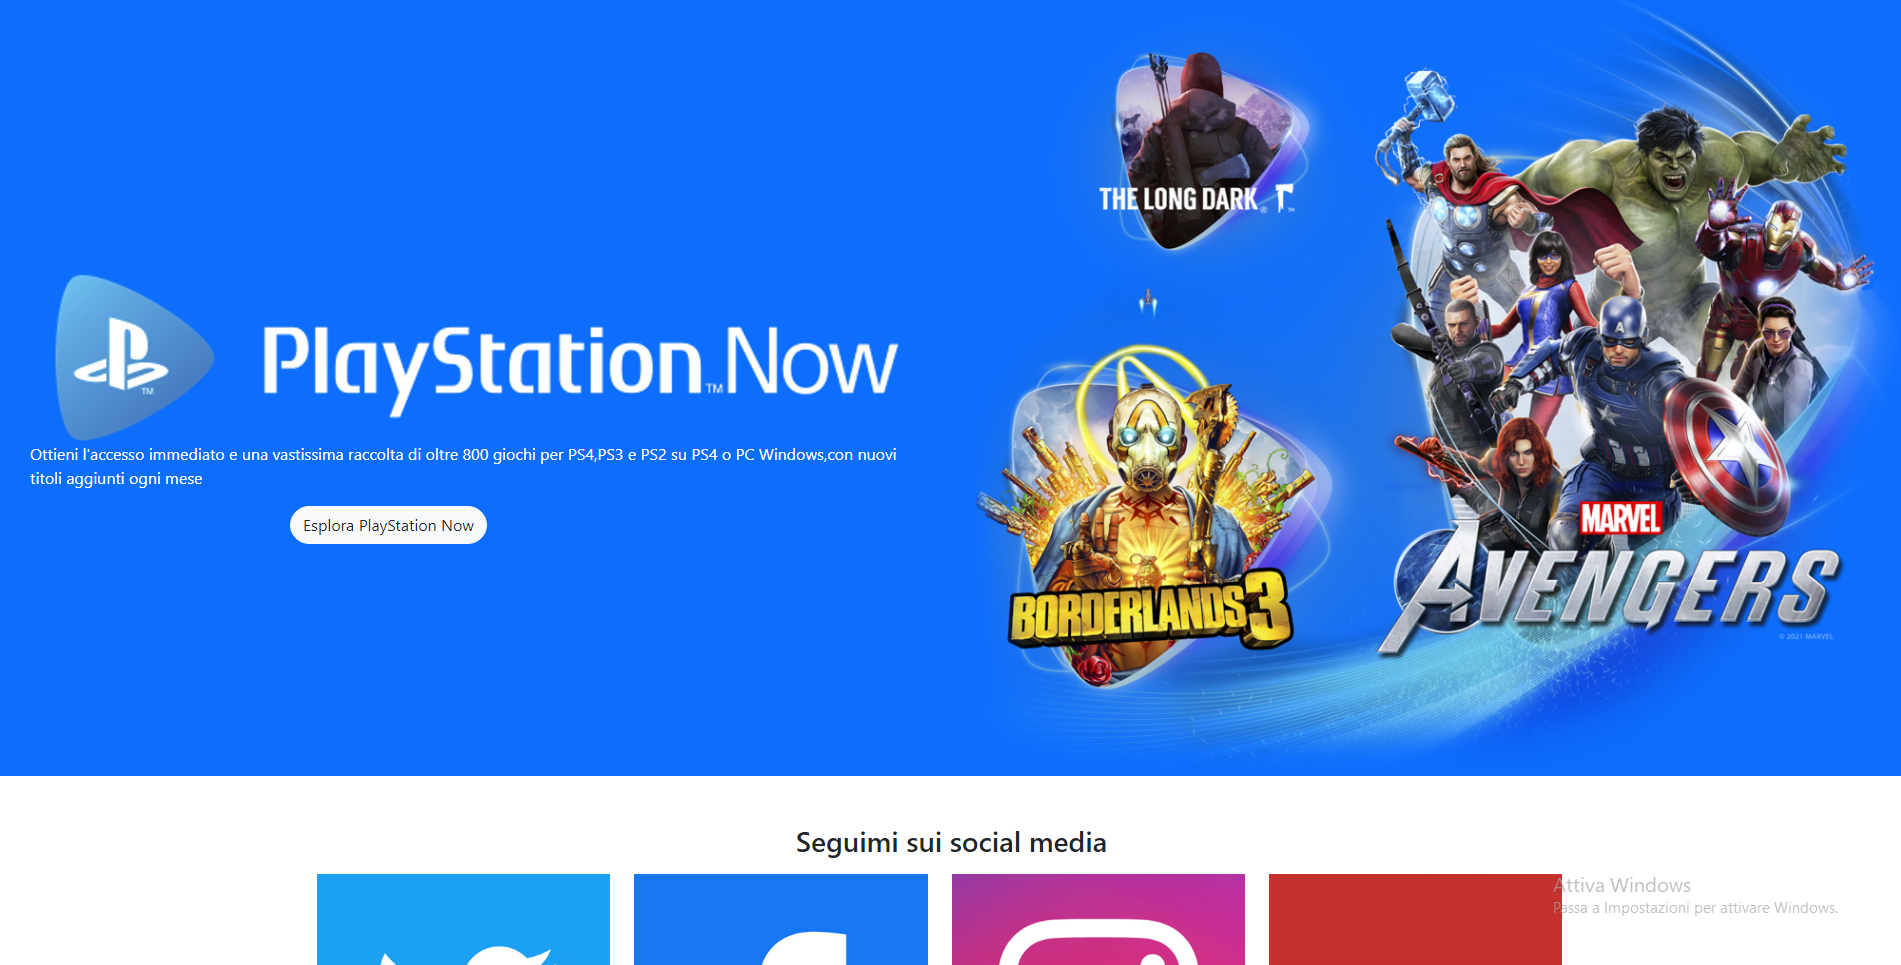 THE LONG DARK
PlayStation™Now
Ottieni l'accesso immediato e una vastissima raccolta di oltre 800 giochi per PS4,PS3 e PS2 su PS4 o PC Windows,con nuovi
titoli aggiunti ogni mese
Esplora PlayStation Now
BORDERLANDS 3
MARVEL
AVENGERS
© 2021 MARVEL
Seguimi sui social media
Attiva Windows
Passa a Impostazioni per attivare Windows.